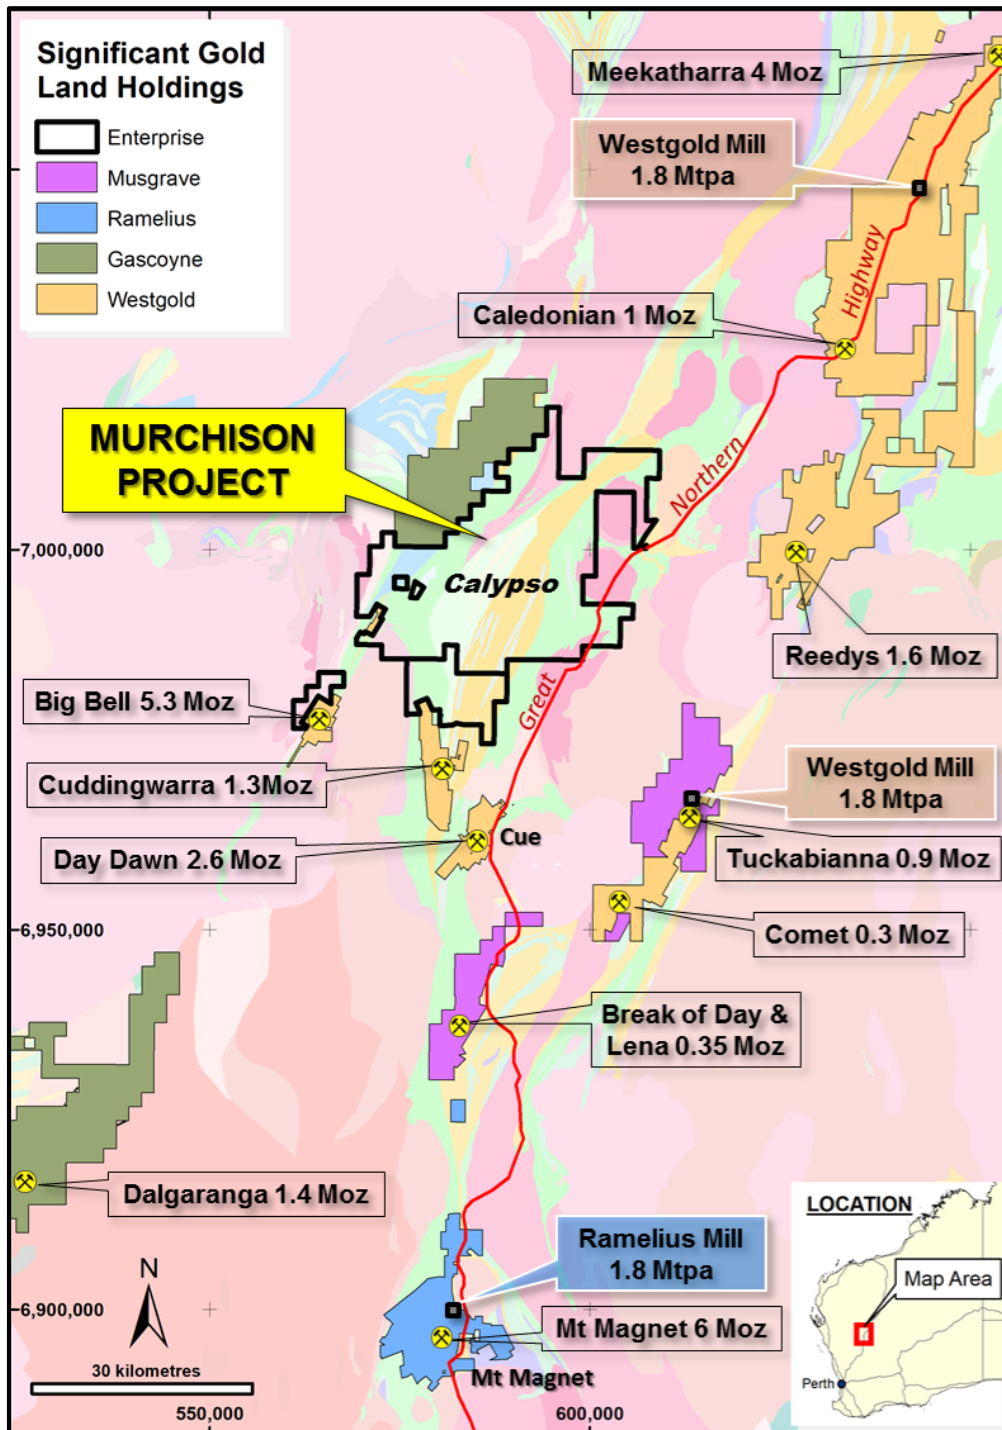 Significant Gold
Land Holdings
Enterprise
Musgrave
Ramelius
Gascoyne
Westgold
Meekatharra 4 Moz
Westgold Mill
1.8 Mtpa
Highway
Caledonian 1 Moz
MURCHISON
PROJECT
Northern
7,000,000
Calypso
Reedys 1.6 Moz
Big Bell 5.3 Moz
Great
Cuddingwarra 1.3Moz
Westgold Mill
1.8 Mtpa
Day Dawn 2.6 Moz
Cue
Tuckabianna 0.9 Moz
6,950,000
Comet 0.3 Moz
Break of Day &
Lena 0.35 Moz
Dalgaranga 1.4 Moz
LOCATION
Map Area
Perth
Ramelius Mill
1.8 Mtpa
N
6,900,000
Mt Magnet 6 Moz
30 kilometres
Mt Magnet
550,000
600,000